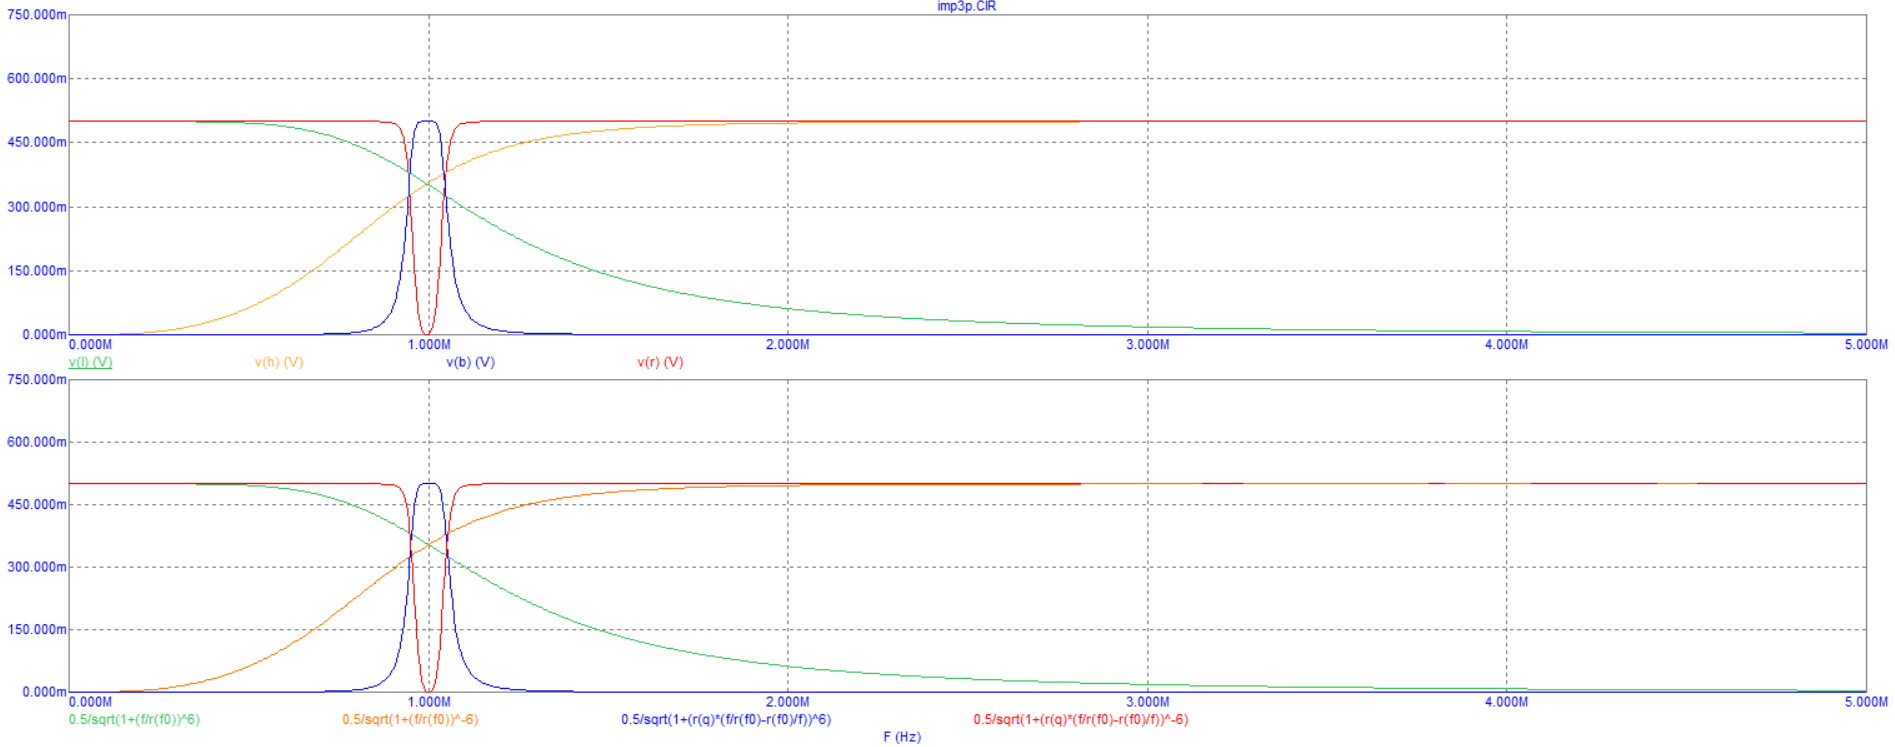 imp3p.CIR
750.000m
600.000m
450.000m
300.000m
150.000m
0.000m
0.000M 1.000M 2.000M 3.000M 4.000M 5.000M
v(l) (V) v(h) (V) v(b) (V) v(r) (V)
750.000m
600.000m
450.000m
300.000m
150.000m
0.000m
0.000M 1.000M 2.000M 3.000M 4.000M 5.000M
0.5/sqrt(1+(f/r(f0))^6) 0.5/sqrt(1+(f/r(f0))^-6) 0.5/sqrt(1+(r(q)*(f/r(f0)-r(f0)/f))^6) 0.5/sqrt(1+(r(q)*(f/r(f0)-r(f0)/f))^-6)
F (Hz)